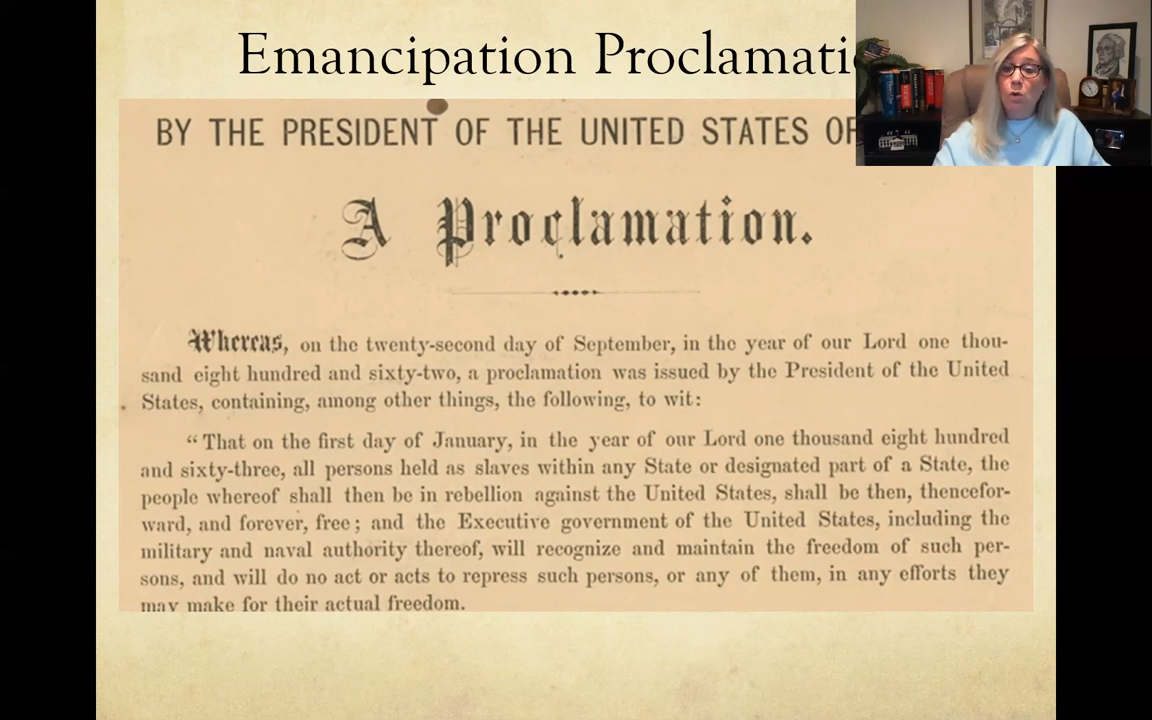 Emancipation Proclamati
BY THE PRESIDENT OF THE UNITED STATES OF
A Proclamation.
Whereas, on the twenty-second day of September, in the year of our Lord one thou-
sand eight hundred and sixty-two, a proclamation was issued by the President of the United
States, containing, among other things, the following, to wit:
“That on the first day of January, in the year of our Lord one thousand eight hundred
and sixty-three, all persons held as slaves within any State or designated part of a State, the
people whereof shall then be in rebellion against the United States, shall be then, thencefor-
ward, and forever, free; and the Executive government of the United States, including the
military and naval authority thereof, will recognize and maintain the freedom of such per-
sons, and will do no act or acts to repress such persons, or any of them, in any efforts they
may make for their actual freedom.